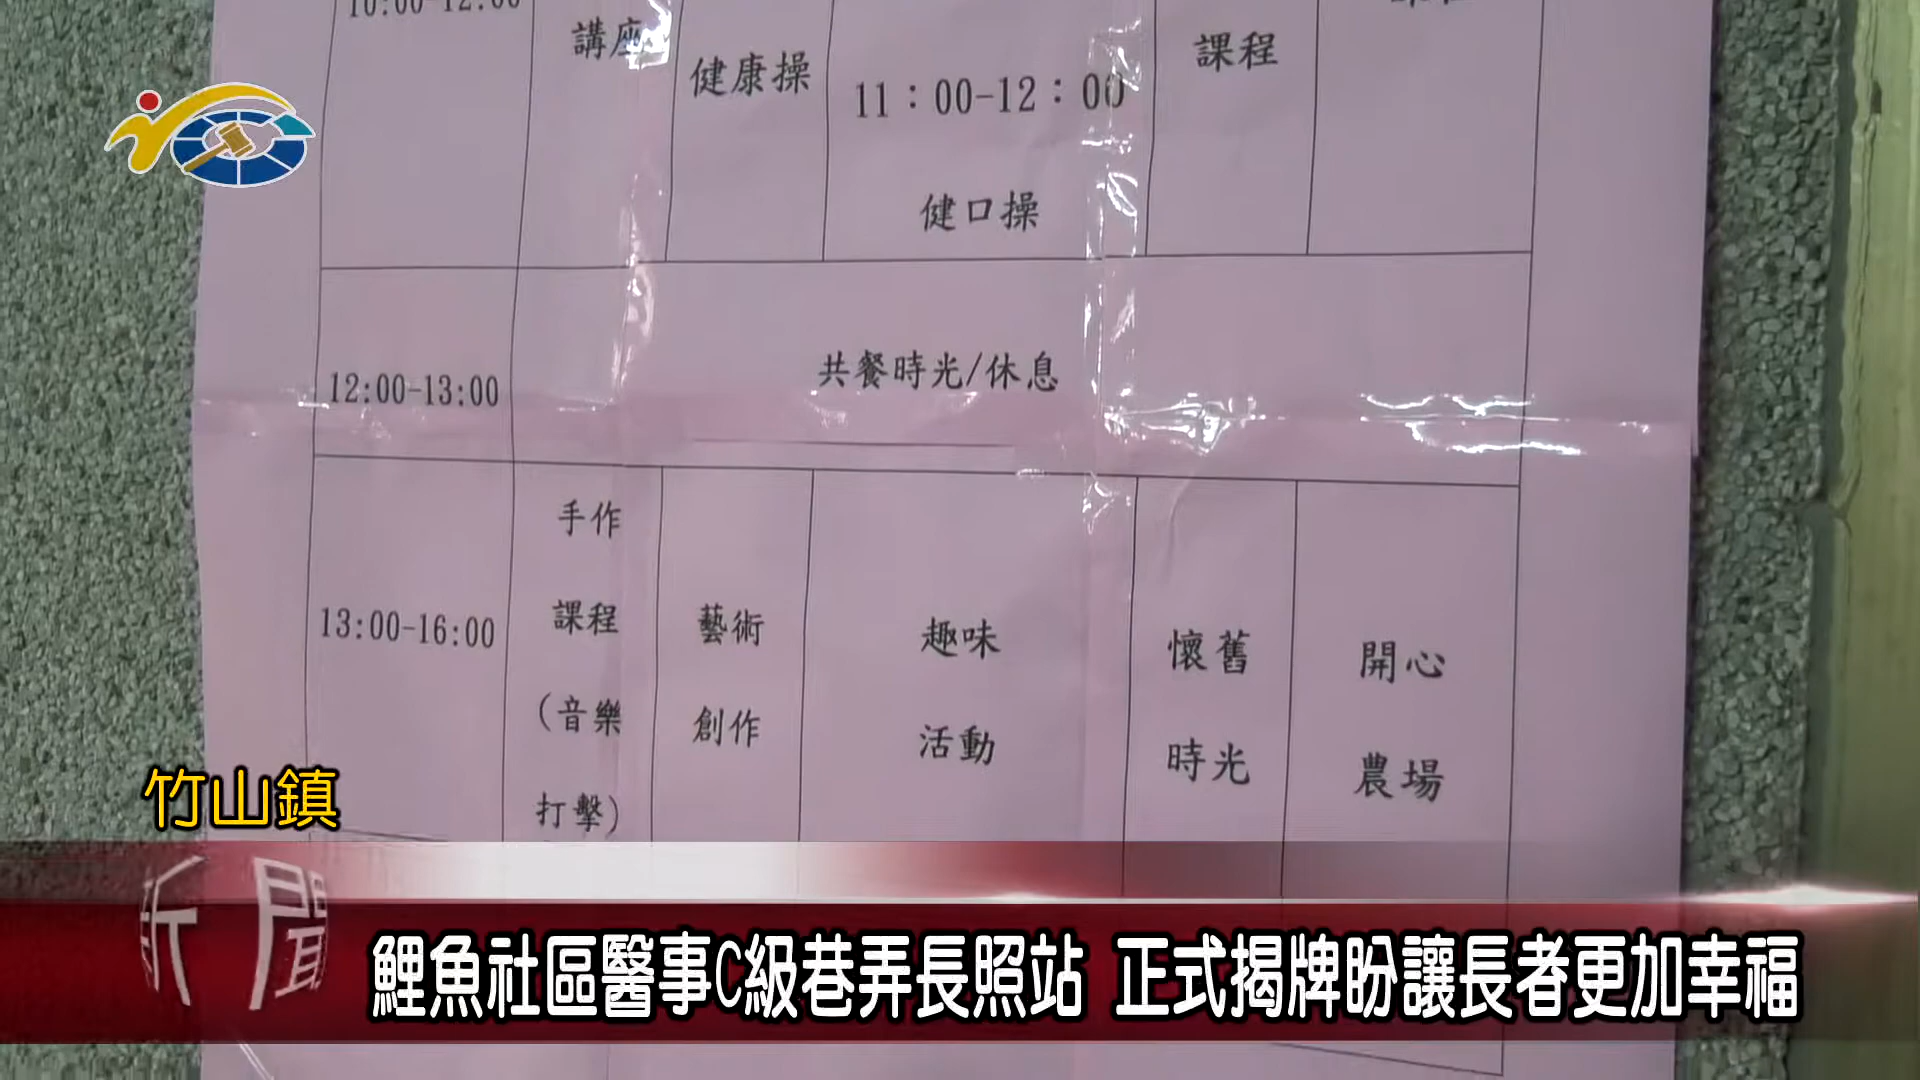 10:00-12:00
講座
健康操
11：00-12：00
健口操
課程
12:00-13:00
共餐時光/休息
13:00-16:00
手作
課程
(音樂
打擊)
藝術
創作
趣味
活動
懷舊
時光
開心
農場
竹山鎮
新聞
鯉魚社區醫事C級巷弄長照站 正式揭牌盼讓長者更加幸福